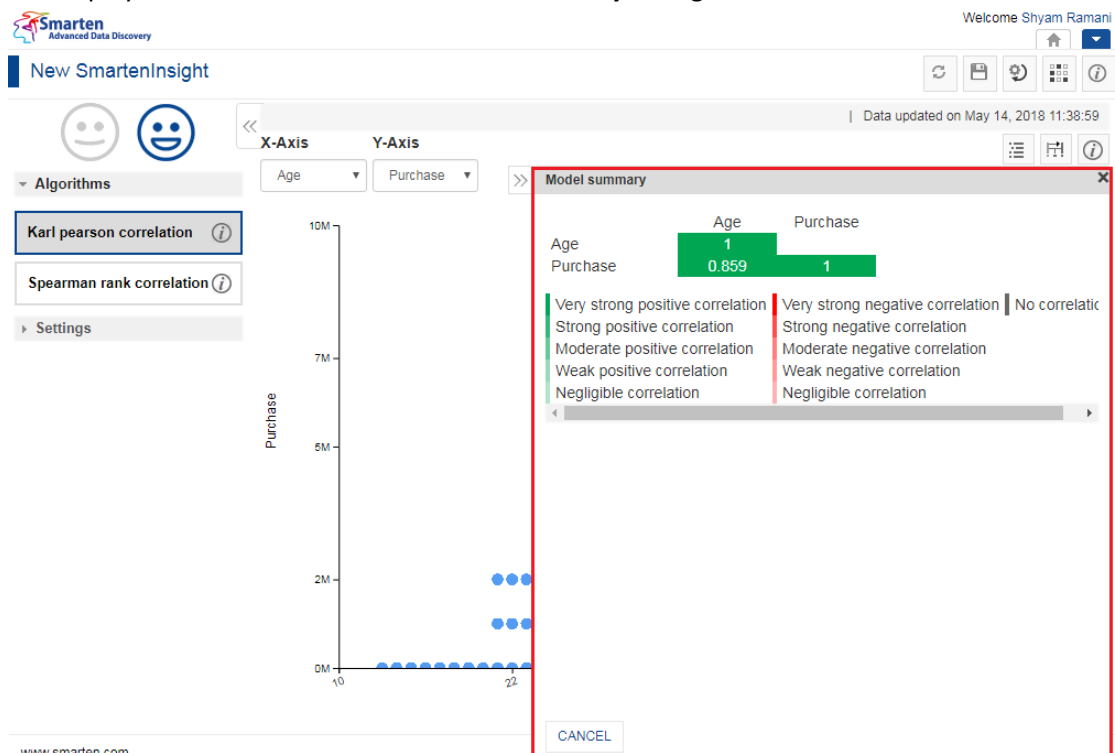 Smarten
Advanced Data Discovery
Welcome Shyam Ramani
New SmartenInsight
Data updated on May 14, 2018 11:38:59
X-Axis Y-Axis
Age Purchase
Algorithms
Karl pearson correlation
Spearman rank correlation
Settings
10M
7M
5M
2M
0M
10
22
Purchase
Model summary
Age Purchase
Age 1
Purchase 0.859 1
Very strong positive correlation Very strong negative correlation No correlatic
Strong positive correlation Strong negative correlation
Moderate positive correlation Moderate negative correlation
Weak positive correlation Weak negative correlation
Negligible correlation Negligible correlation
CANCEL
www.smarten.com